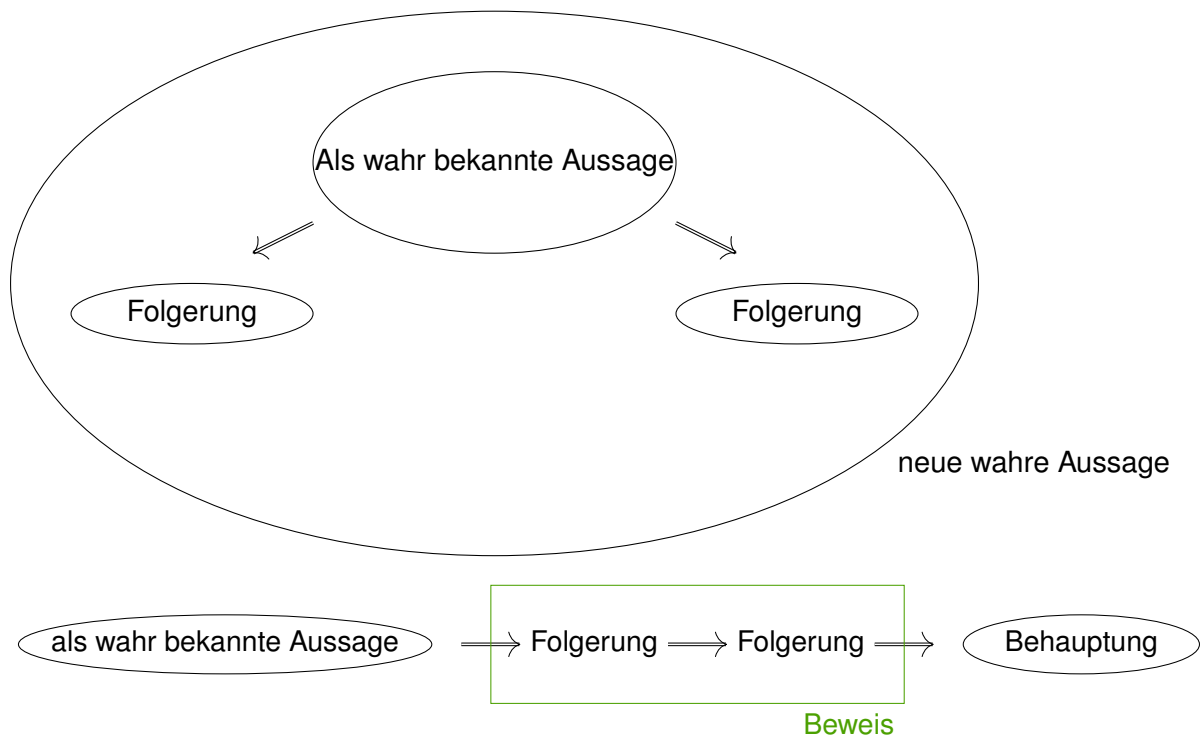 Als wahr bekannte Aussage
Folgerung Folgerung
neue wahre Aussage
als wahr bekannte Aussage Folgerung Folgerung Behauptung
Beweis